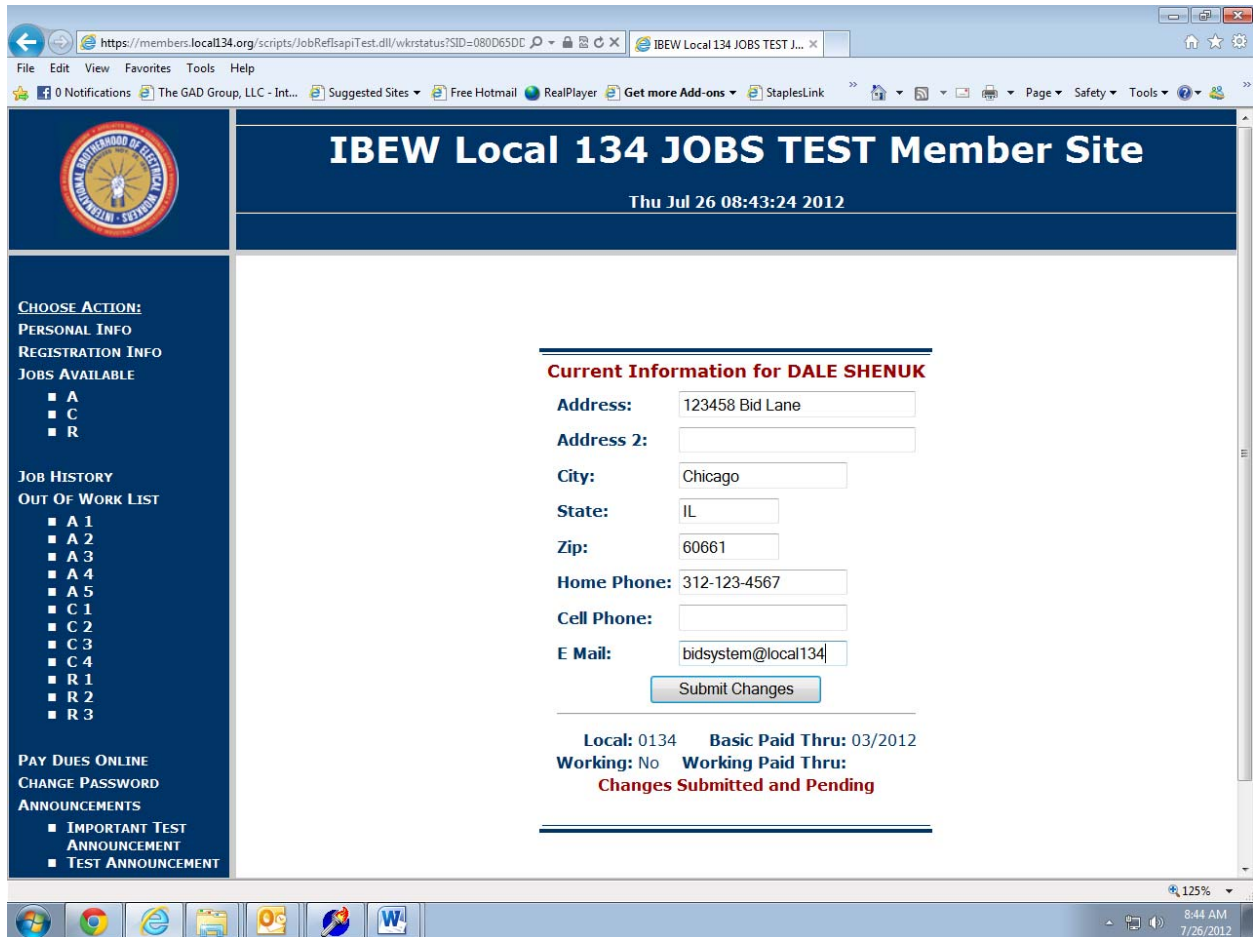 https://members.local134.org/scripts/JobRefIsapiTest.dll/wkrstatus?SID=080D65DD
IBEW Local 134 JOBS TEST J...
File Edit View Favorites Tools Help
0 Notifications The GAD Group, LLC - Int... Suggested Sites Free Hotmail RealPlayer Get more Add-ons StaplesLink Page Safety Tools
INTERNATIONAL BROTHERHOOD OF ELECTRICAL WORKERS
IBEW Local 134 JOBS TEST Member Site
Thu Jul 26 08:43:24 2012
CHOOSE ACTION:
PERSONAL INFO
REGISTRATION INFO
JOBS AVAILABLE
A
C
R
JOB HISTORY
OUT OF WORK LIST
A 1
A 2
A 3
A 4
A 5
C 1
C 2
C 3
C 4
R 1
R 2
R 3
PAY DUES ONLINE
CHANGE PASSWORD
ANNOUNCEMENTS
IMPORTANT TEST
ANNOUNCEMENT
TEST ANNOUNCEMENT
Current Information for DALE SHENUK
Address: 123458 Bid Lane
Address 2:
City: Chicago
State: IL
Zip: 60661
Home Phone: 312-123-4567
Cell Phone:
E Mail: bidsystem@local134
Submit Changes
Local: 0134 Basic Paid Thru: 03/2012
Working: No Working Paid Thru:
Changes Submitted and Pending
125%
8:44 AM
7/26/2012